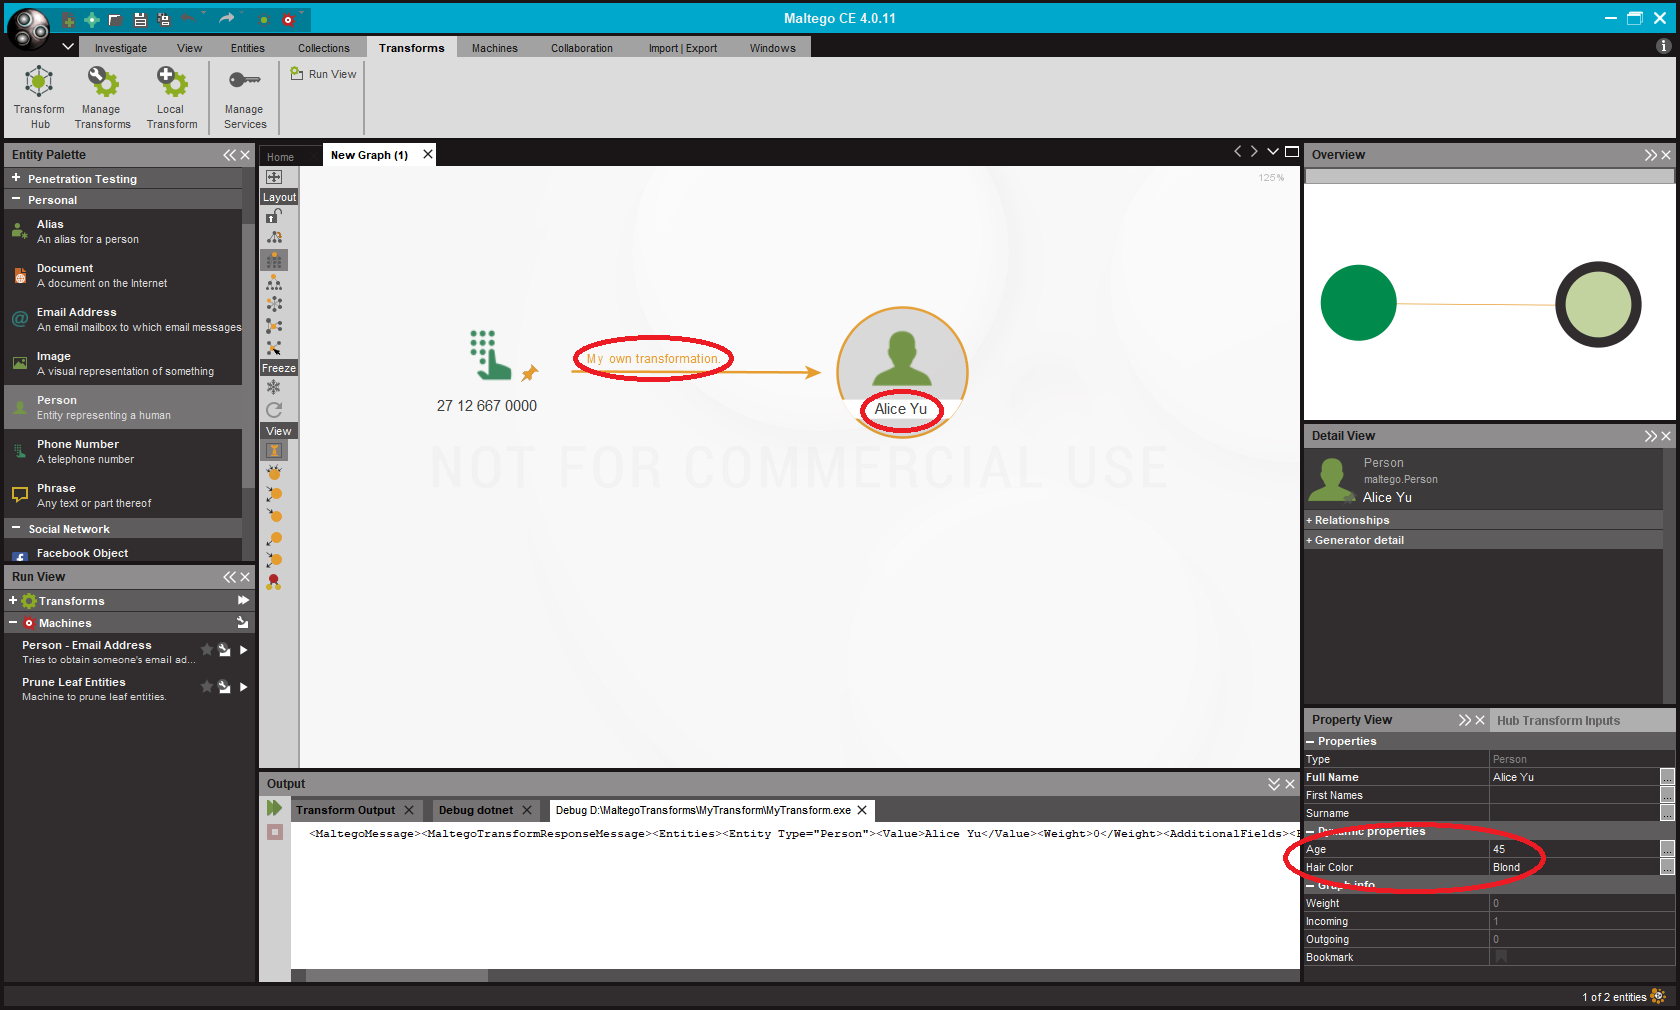 Maltego CE 4.0.11
Investigate View Entities Collections Transforms Machines Collaboration Import | Export Windows
Transform Hub
Manage Transforms
Local Transform
Manage Services
Run View
Entity Palette
Penetration Testing
Personal
Alias
An alias for a person
Document
A document on the Internet
Email Address
An email mailbox to which email messages
Image
A visual representation of something
Person
Entity representing a human
Phone Number
A telephone number
Phrase
Any text or part thereof
Social Network
Facebook Object
Run View
Transforms
Machines
Person - Email Address
Tries to obtain someone's email ad...
Prune Leaf Entities
Machine to prune leaf entities.
Home
New Graph (1)
Layout
Freeze
View
125%
My own transformation.
27 12 667 0000
Alice Yu
NOT FOR COMMERCIAL USE
Output
Transform Output
Debug dotnet
Debug D:\MaltegoTransforms\MyTransform\MyTransform.exe
<MaltegoMessage><MaltegoTransformResponseMessage><Entities><Entity Type="Person"><Value>Alice Yu</Value><Weight>0</Weight><AdditionalFields>
Overview
Detail View
Person
maltego.Person
Alice Yu
+ Relationships
+ Generator detail
Property View
Hub Transform Inputs
Properties
Type Person
Full Name Alice Yu
First Names
Surname
Dynamic properties
Age 45
Hair Color Blond
Graph info
Weight 0
Incoming 1
Outgoing 0
Bookmark
1 of 2 entities